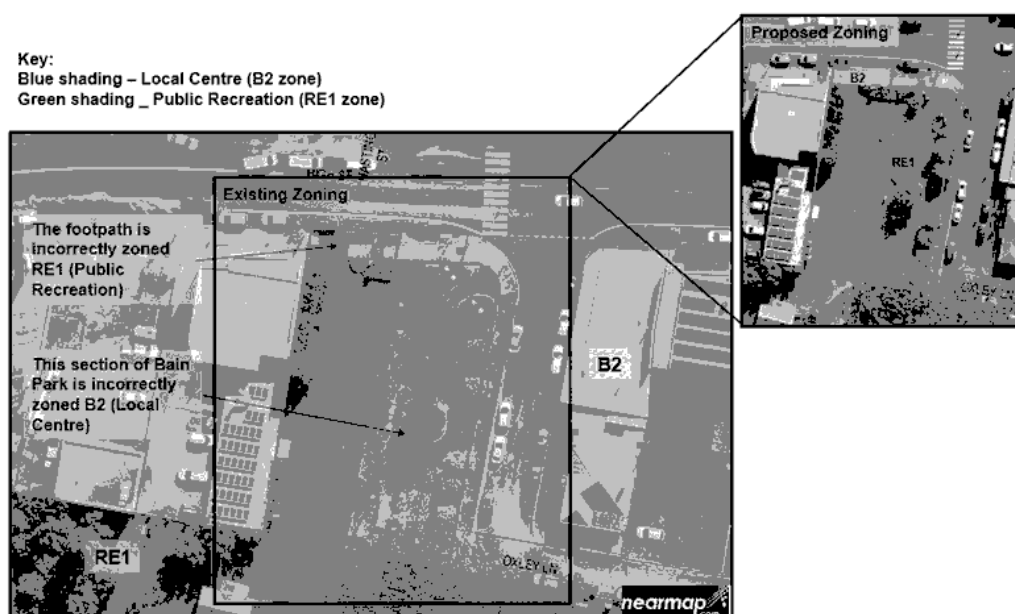 Key:
Blue shading – Local Centre (B2 zone)
Green shading _ Public Recreation (RE1 zone)
Proposed Zoning
B2
RE1
OXLEY LN
Existing Zoning
The footpath is
incorrectly zoned
RE1 (Public
Recreation)
This section of Bain
Park is incorrectly
zoned B2 (Local
Centre)
B2
RE1
OXLEY LN
nearmap